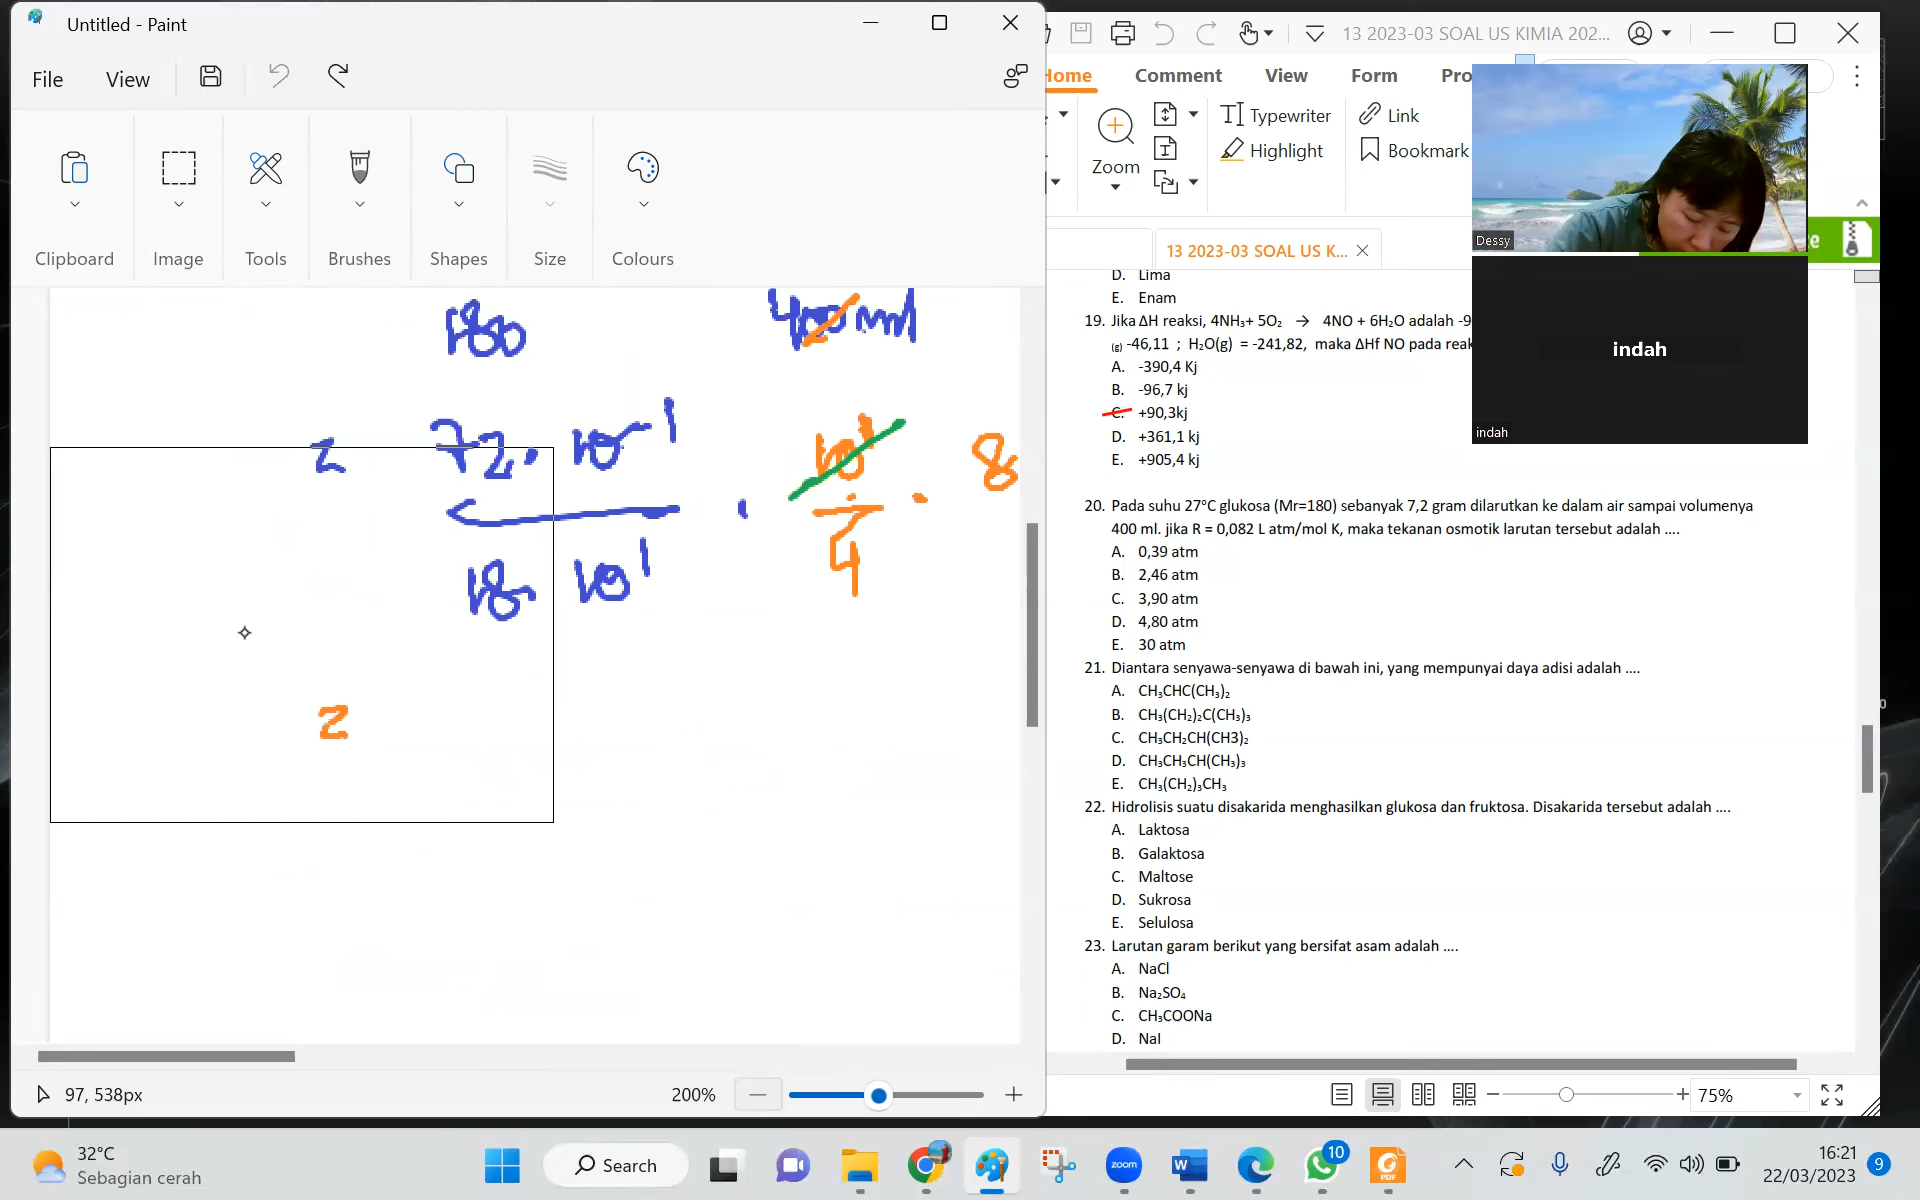 Untitled - Paint
File View
Clipboard Image Tools Brushes Shapes Size Colours
180 400 ml
= 72. 10⁻¹ . 10¹ . 8
18. 10¹ 4
=
97, 538px
200%
13 2023-03 SOAL US KIMIA 202...
Home Comment View Form Pro
Zoom
Typewriter
Highlight
Link
Bookmark
13 2023-03 SOAL US K...
Dessy
indah
indah
D. Lima
E. Enam
19. Jika ΔH reaksi, 4NH₃+ 5O₂ → 4NO + 6H₂O adalah -9
(g) -46,11 ; H₂O(g) = -241,82, maka ΔHf NO pada reak
A. -390,4 Kj
B. -96,7 kj
C. +90,3kj
D. +361,1 kj
E. +905,4 kj
20. Pada suhu 27°C glukosa (Mr=180) sebanyak 7,2 gram dilarutkan ke dalam air sampai volumenya
400 ml. jika R = 0,082 L atm/mol K, maka tekanan osmotik larutan tersebut adalah ....
A. 0,39 atm
B. 2,46 atm
C. 3,90 atm
D. 4,80 atm
E. 30 atm
21. Diantara senyawa-senyawa di bawah ini, yang mempunyai daya adisi adalah ....
A. CH₃CHC(CH₃)₂
B. CH₃(CH₂)₂C(CH₃)₃
C. CH₃CH₂CH(CH3)₂
D. CH₃CH₃CH(CH₃)₃
E. CH₃(CH₂)₃CH₃
22. Hidrolisis suatu disakarida menghasilkan glukosa dan fruktosa. Disakarida tersebut adalah ....
A. Laktosa
B. Galaktosa
C. Maltose
D. Sukrosa
E. Selulosa
23. Larutan garam berikut yang bersifat asam adalah ....
A. NaCl
B. Na₂SO₄
C. CH₃COONa
D. NaI
75%
32°C
Sebagian cerah
Search
zoom
10
16:21
22/03/2023
9